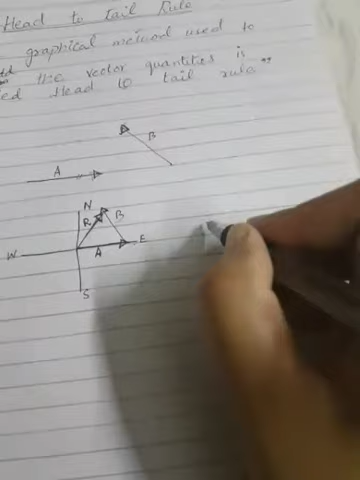 Head to tail Rule
graphical method used to
the vector quantities is
Head to tail rule"
B
A
N
R B
W A E
S